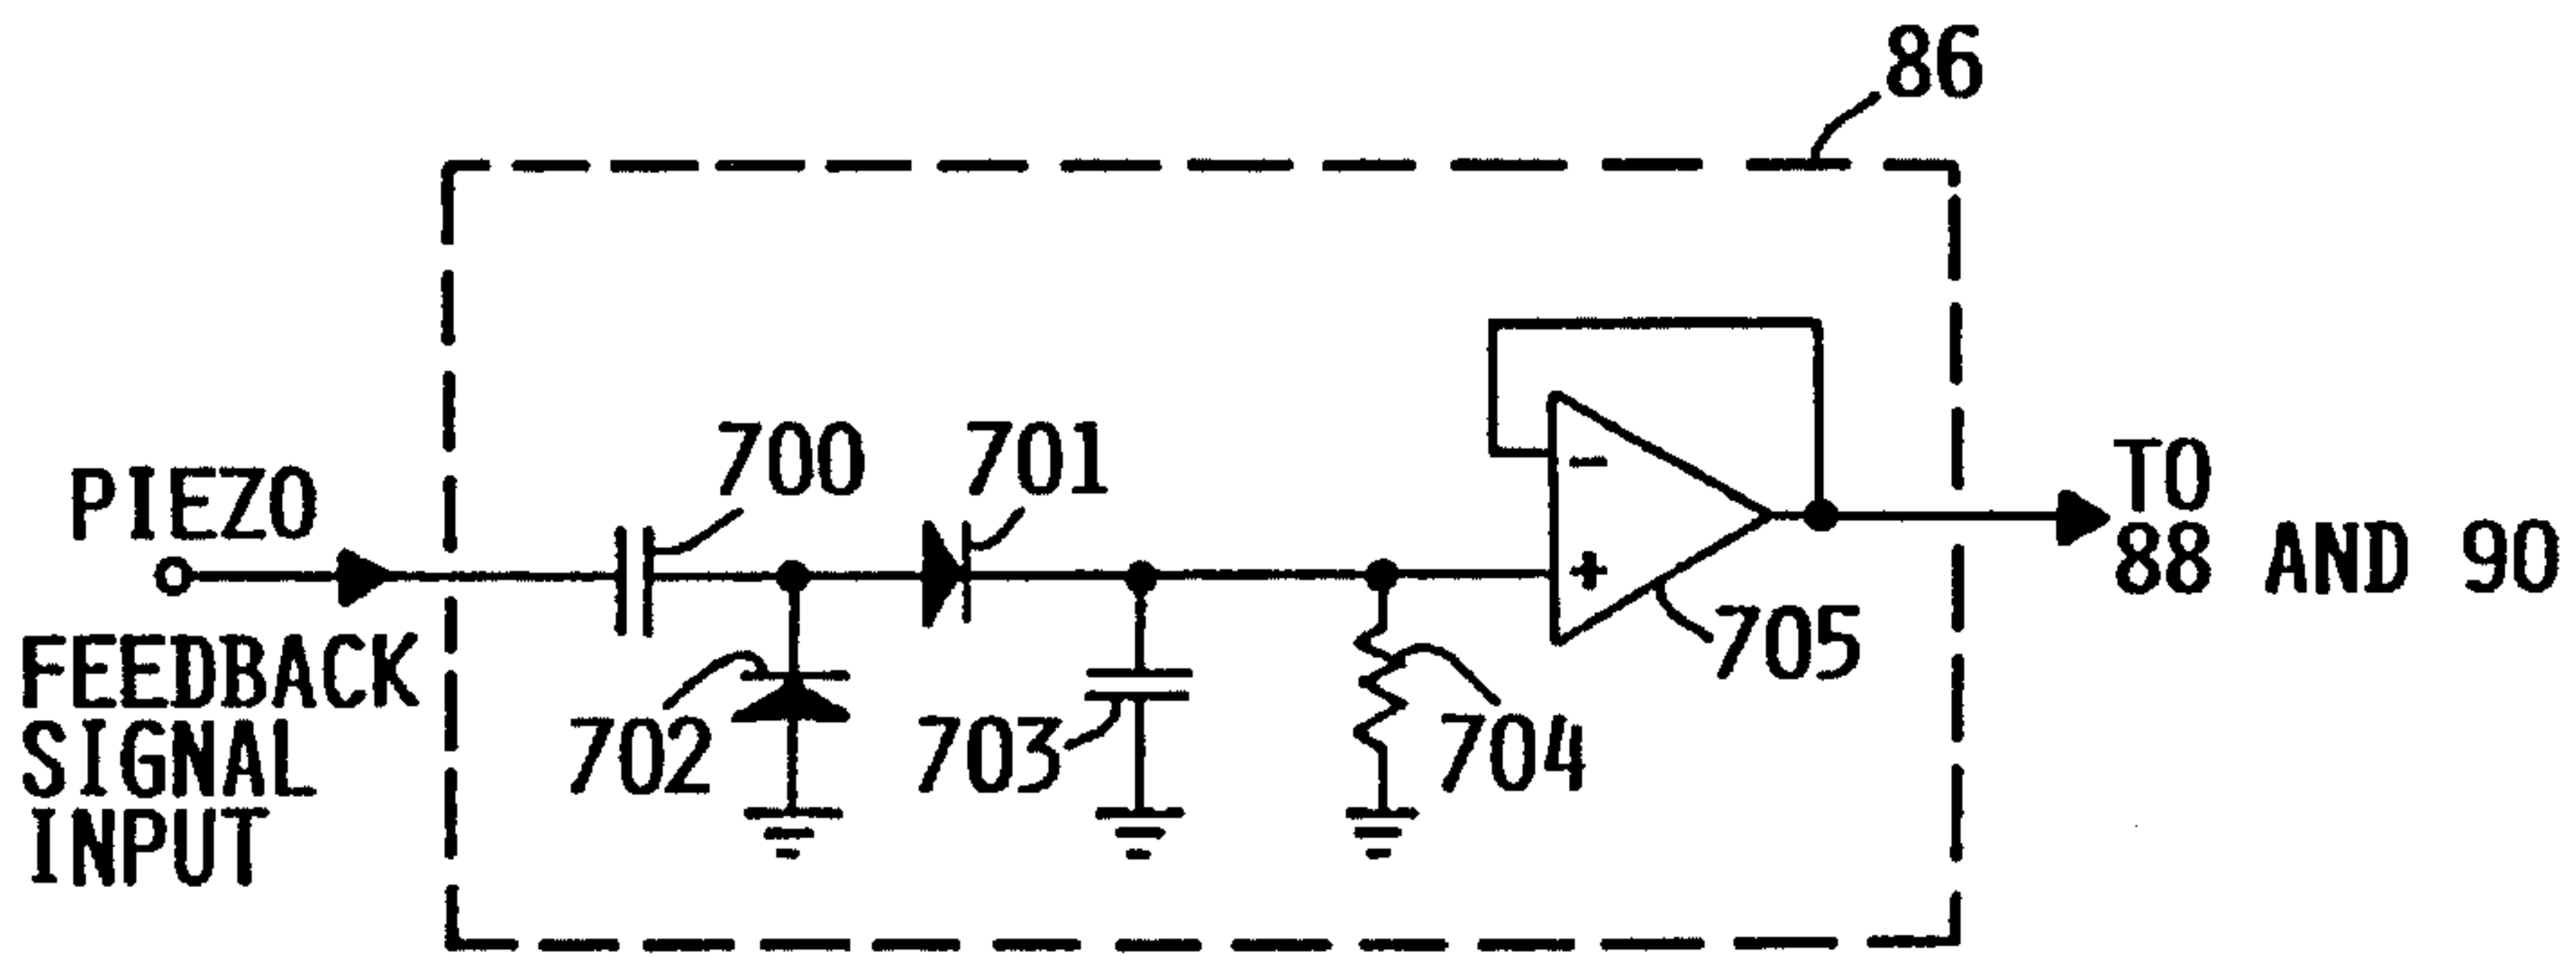 86
700
701
PIEZO
FEEDBACK
SIGNAL
INPUT
702
703
704
-
+
705
TO
88 AND 90